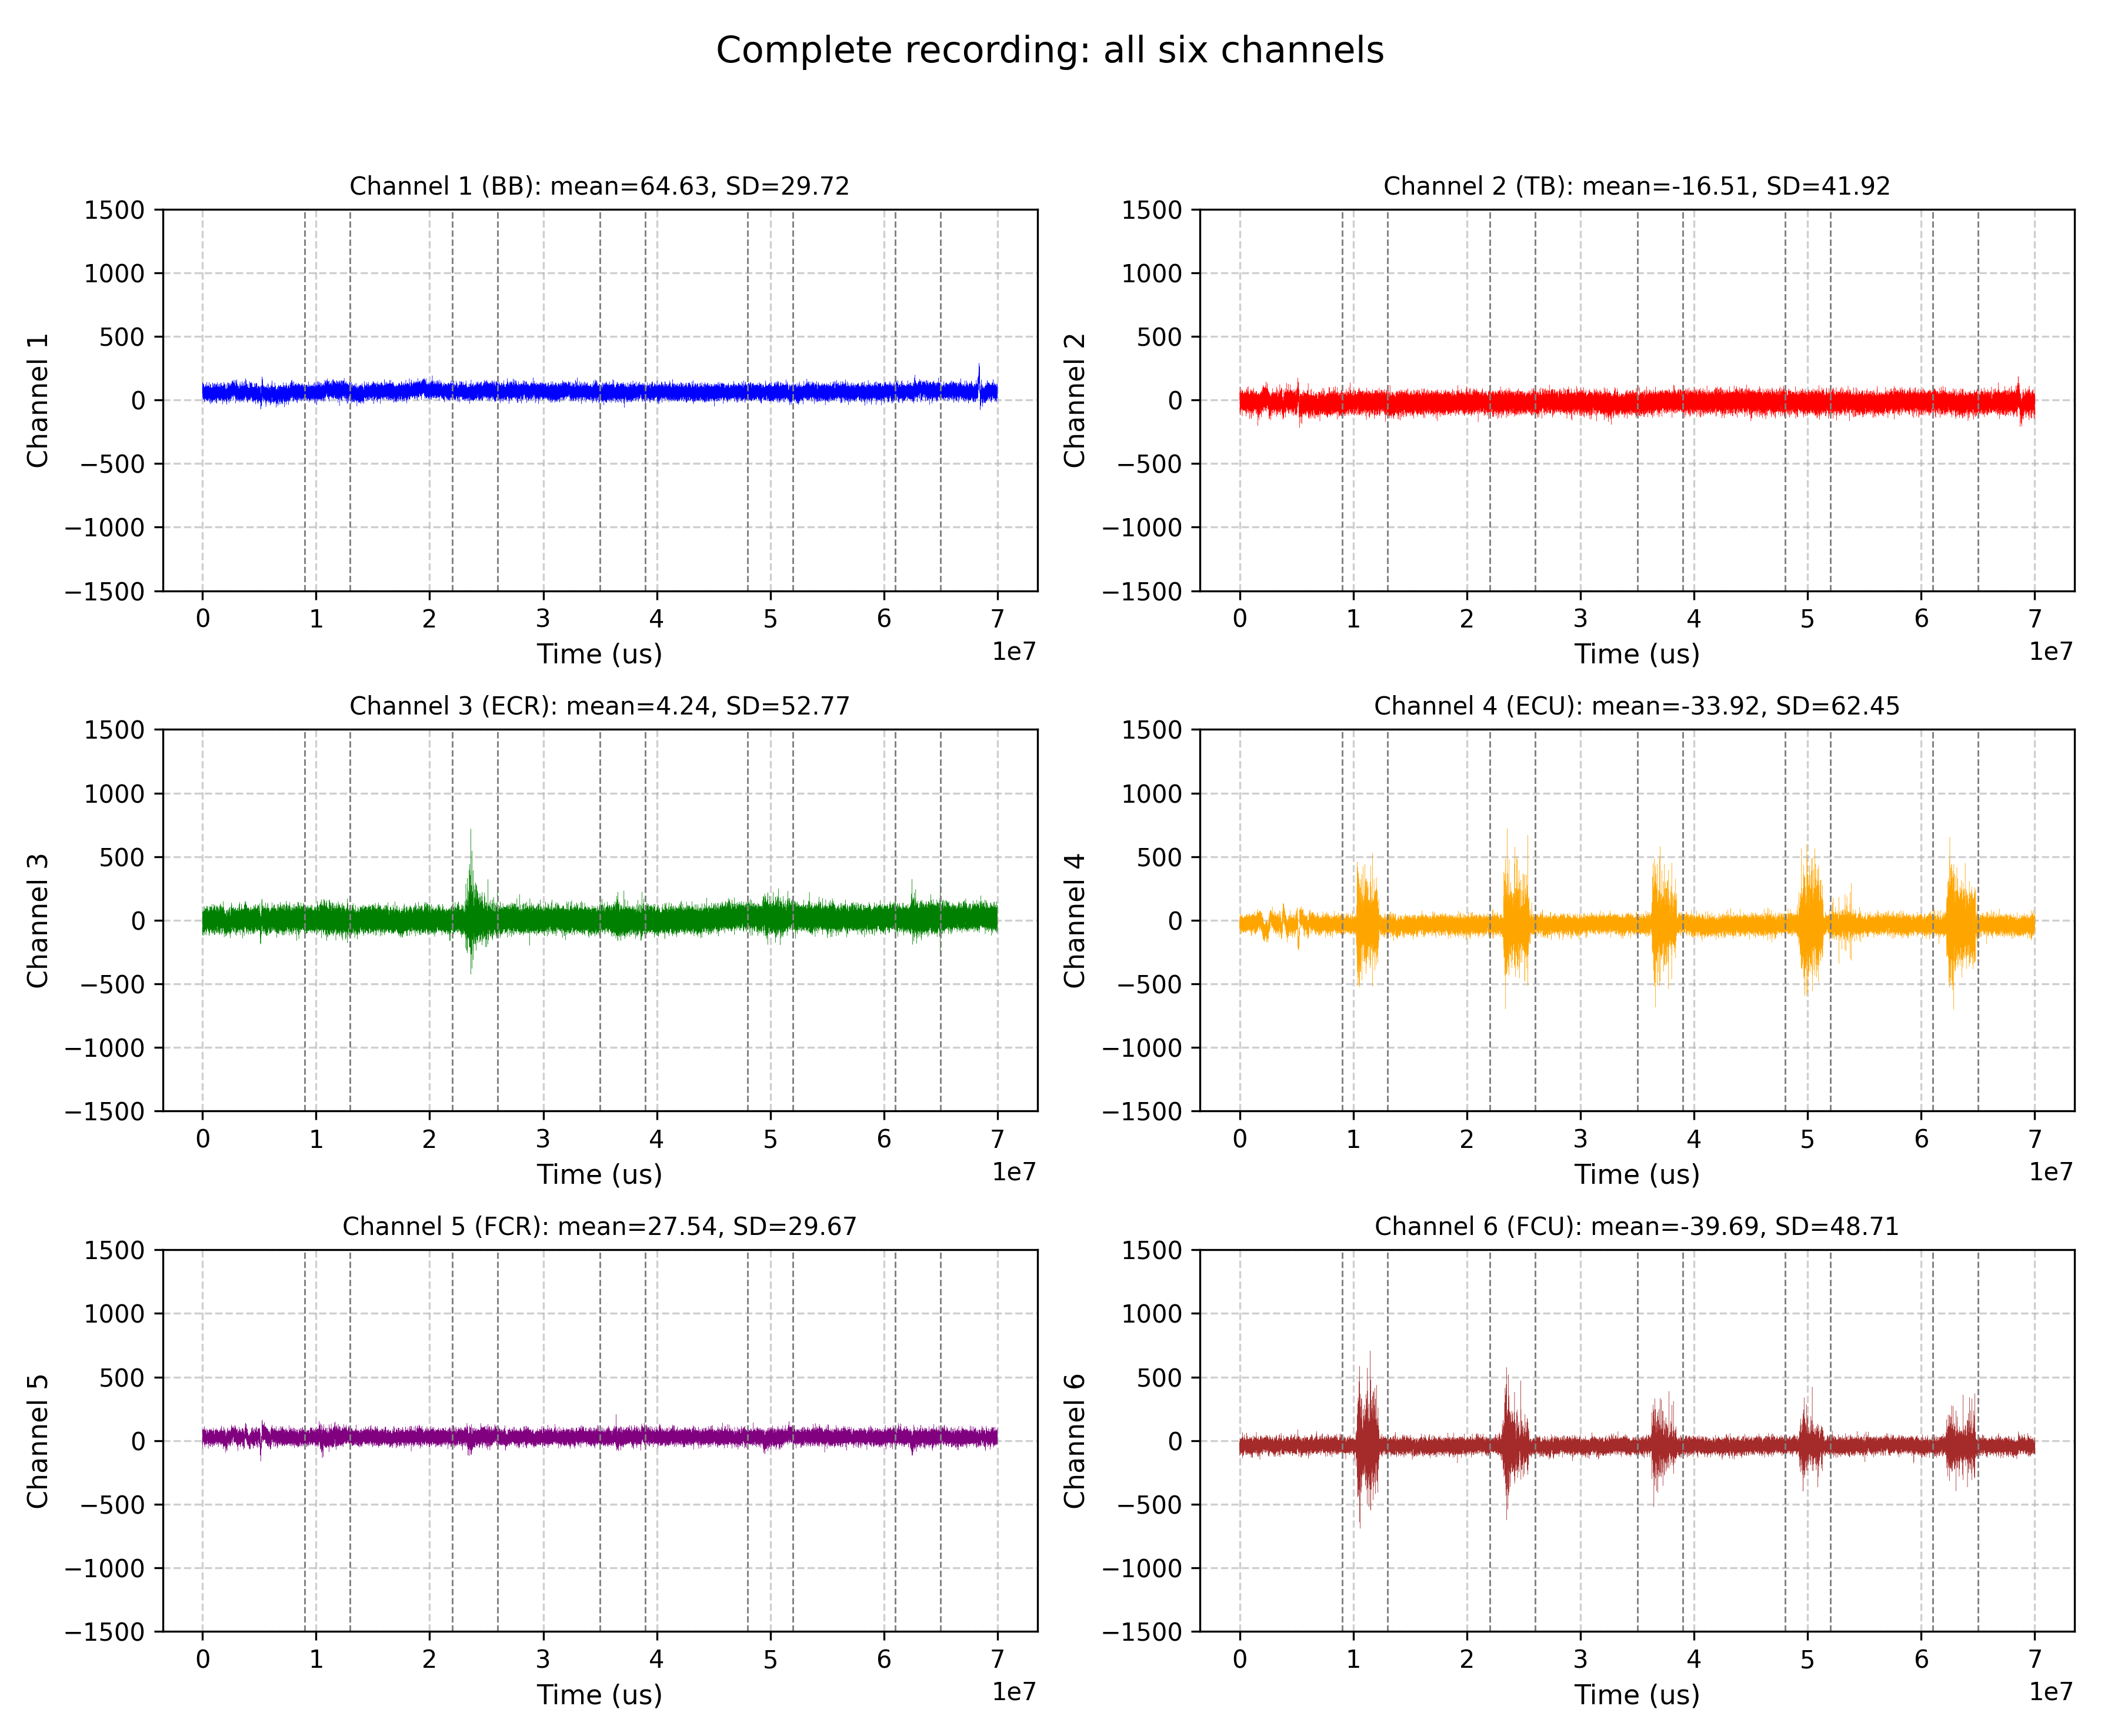 Complete recording: all six channels
Channel 1 (BB): mean=64.63, SD=29.72
1500
1000
500
0
−500
−1000
−1500
Channel 1
0 1 2 3 4 5 6 7
1e7
Time (us)
Channel 2 (TB): mean=-16.51, SD=41.92
1500
1000
500
0
−500
−1000
−1500
Channel 2
0 1 2 3 4 5 6 7
1e7
Time (us)
Channel 3 (ECR): mean=4.24, SD=52.77
1500
1000
500
0
−500
−1000
−1500
Channel 3
0 1 2 3 4 5 6 7
1e7
Time (us)
Channel 4 (ECU): mean=-33.92, SD=62.45
1500
1000
500
0
−500
−1000
−1500
Channel 4
0 1 2 3 4 5 6 7
1e7
Time (us)
Channel 5 (FCR): mean=27.54, SD=29.67
1500
1000
500
0
−500
−1000
−1500
Channel 5
0 1 2 3 4 5 6 7
1e7
Time (us)
Channel 6 (FCU): mean=-39.69, SD=48.71
1500
1000
500
0
−500
−1000
−1500
Channel 6
0 1 2 3 4 5 6 7
1e7
Time (us)